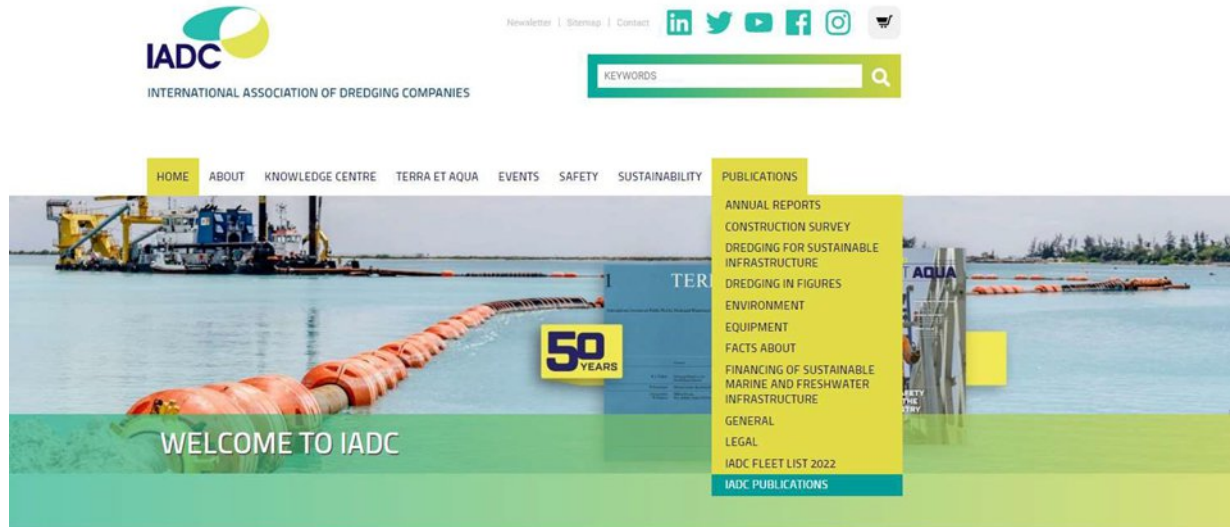 IADC
INTERNATIONAL ASSOCIATION OF DREDGING COMPANIES
Newsletter | Sitemap | Contact
KEYWORDS
HOME ABOUT KNOWLEDGE CENTRE TERRA ET AQUA EVENTS SAFETY SUSTAINABILITY PUBLICATIONS
ANNUAL REPORTS
CONSTRUCTION SURVEY
DREDGING FOR SUSTAINABLE
INFRASTRUCTURE
DREDGING IN FIGURES
ENVIRONMENT
EQUIPMENT
FACTS ABOUT
FINANCING OF SUSTAINABLE
MARINE AND FRESHWATER
INFRASTRUCTURE
GENERAL
LEGAL
IADC FLEET LIST 2022
IADC PUBLICATIONS
TER
AQUA
50
YEARS
WELCOME TO IADC